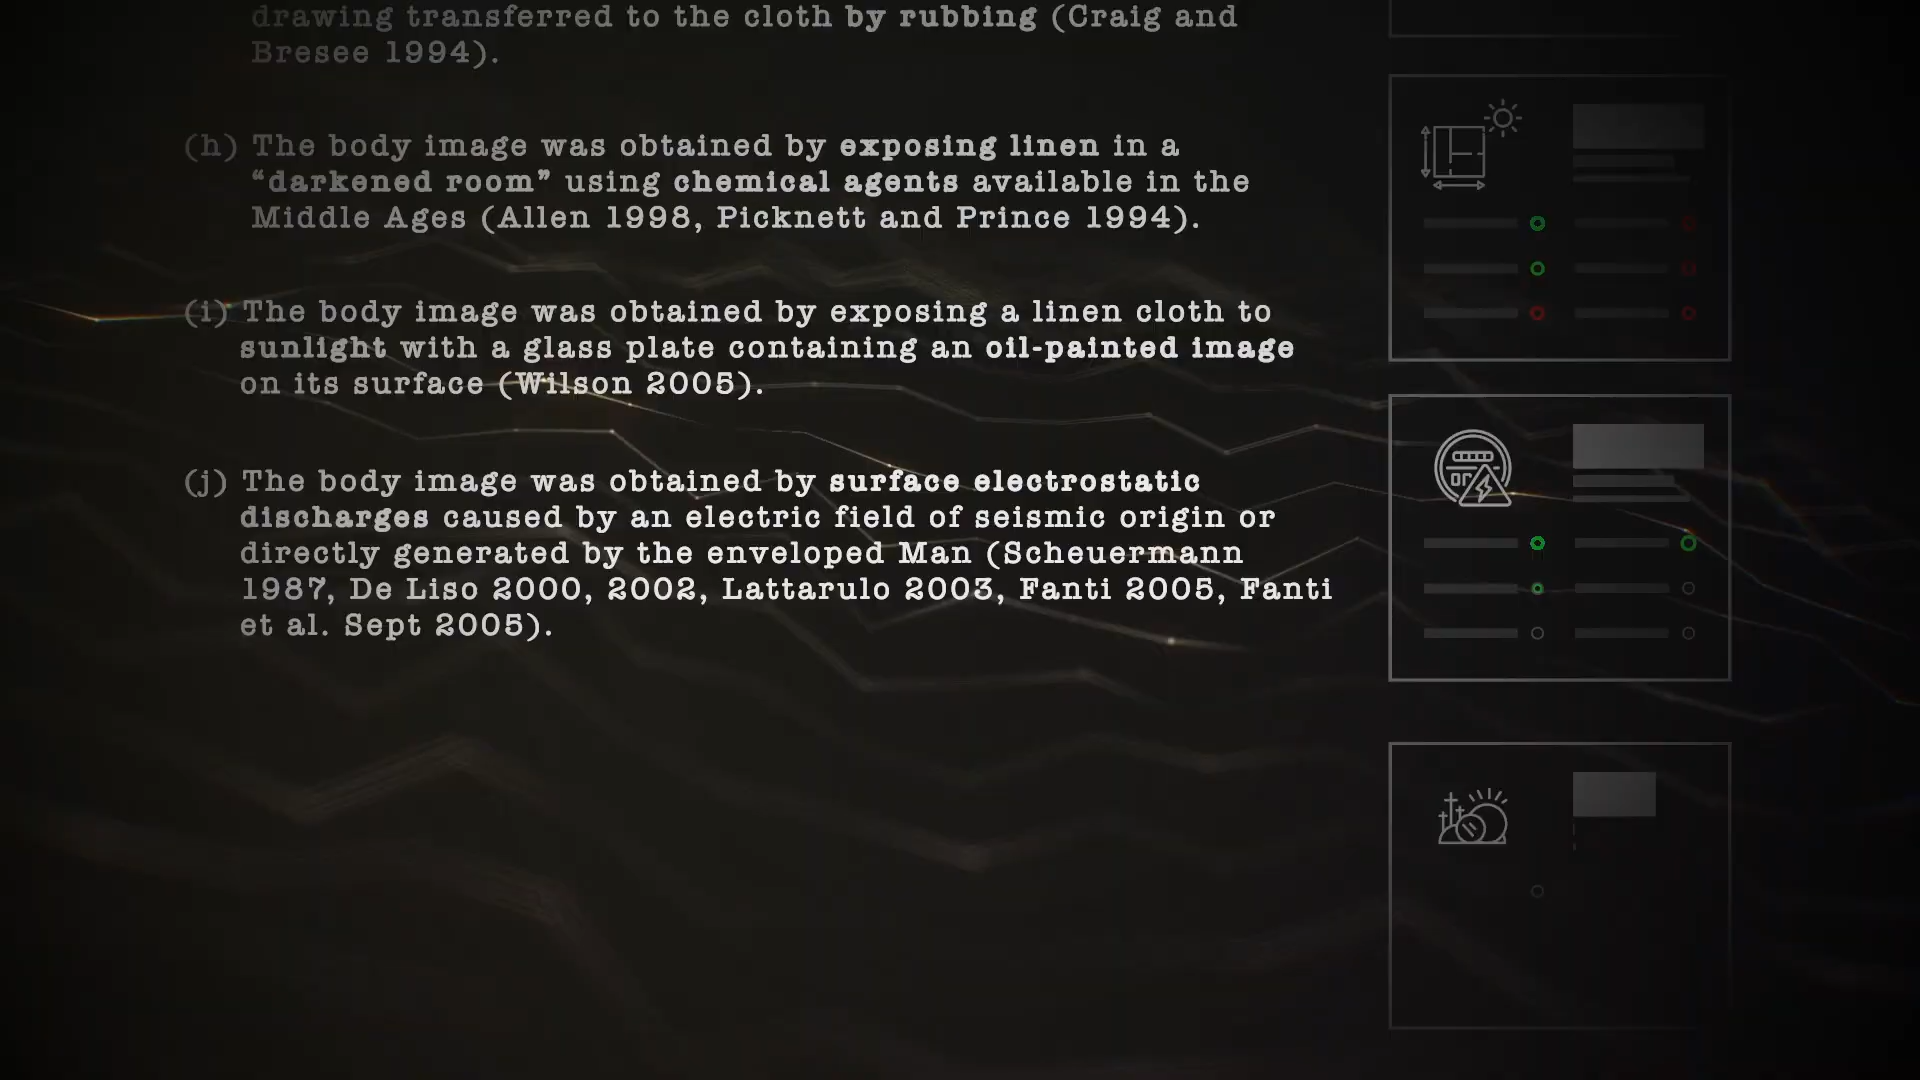 drawing transferred to the cloth by rubbing (Craig and
Bresee 1994).
(h) The body image was obtained by exposing linen in a
“darkened room” using chemical agents available in the
Middle Ages (Allen 1998, Picknett and Prince 1994).
(i) The body image was obtained by exposing a linen cloth to
sunlight with a glass plate containing an oil-painted image
on its surface (Wilson 2005).
(j) The body image was obtained by surface electrostatic
discharges caused by an electric field of seismic origin or
directly generated by the enveloped Man (Scheuermann
1987, De Liso 2000, 2002, Lattarulo 2003, Fanti 2005, Fanti
et al. Sept 2005).